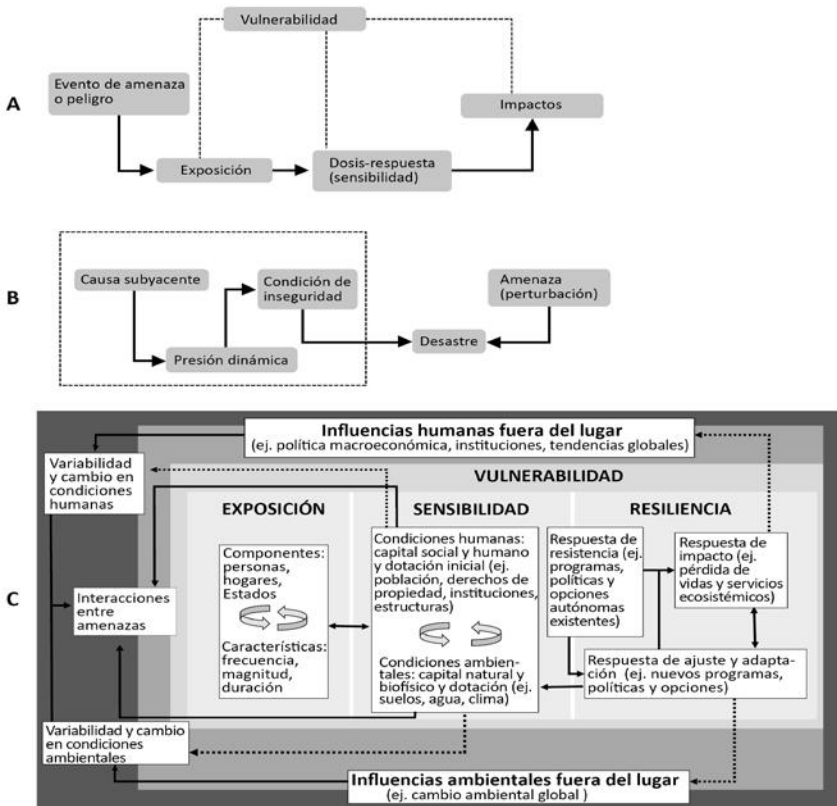 A
Vulnerabilidad
Evento de amenaza
o peligro
Impactos
Exposición
Dosis-respuesta
(sensibilidad)
B
Causa subyacente
Condición de
inseguridad
Amenaza
(perturbación)
Presión dinámica
Desastre
C
Influencias humanas fuera del lugar
(ej. política macroeconómica, instituciones, tendencias globales)
Variabilidad
y cambio en
condiciones
humanas
VULNERABILIDAD
EXPOSICIÓN
SENSIBILIDAD
RESILIENCIA
Interacciones
entre
amenazas
Componentes:
personas,
hogares,
Estados
Características:
frecuencia,
magnitud,
duración
Condiciones humanas:
capital social y humano
y dotación inicial (ej.
población, derechos de
propiedad, instituciones,
estructuras)
Condiciones ambien-
tales: capital natural y
biofísico y dotación (ej.
suelos, agua, clima)
Respuesta de
resistencia (ej.
programas,
políticas y
opciones
autónomas
existentes)
Respuesta de
impacto (ej.
pérdida de
vidas y servicios
ecosistémicos)
Respuesta de ajuste y adapta-
ción (ej. nuevos programas,
políticas y opciones)
Variabilidad y cambio
en condiciones
ambientales
Influencias ambientales fuera del lugar
(ej. cambio ambiental global )